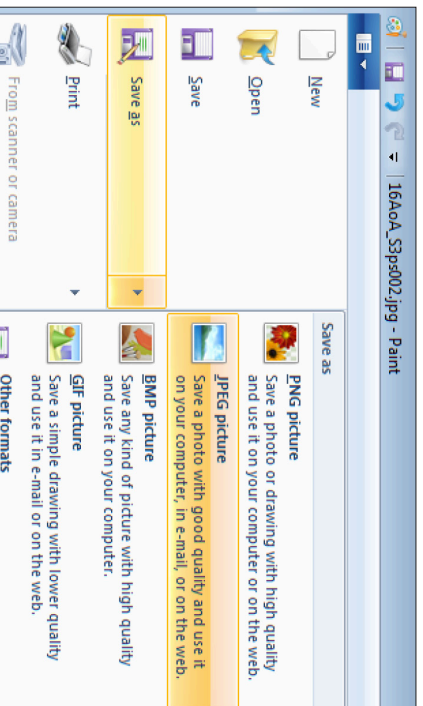 16AoA_S3ps002.jpg - Paint
New
Open
Save
Save as
Print
From scanner or camera
Save as
PNG picture
Save a photo or drawing with high quality
and use it on your computer or on the web.
JPEG picture
Save a photo with good quality and use it
on your computer, in e-mail, or on the web.
BMP picture
Save any kind of picture with high quality
and use it on your computer.
GIF picture
Save a simple drawing with lower quality
and use it in e-mail or on the web.
Other formats